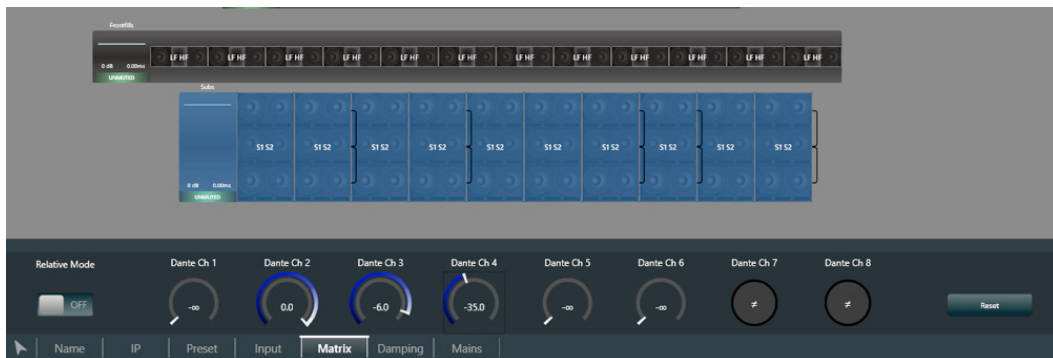 Frontfills
0 dB 0.00ms
UNMUTED
LF HF LF HF LF HF LF HF LF HF LF HF LF HF LF HF LF HF LF HF LF HF LF HF
Subs
S1 S2 S1 S2 S1 S2 S1 S2 S1 S2 S1 S2 S1 S2 S1 S2 S1 S2 S1 S2
0 dB 0.00ms
UNMUTED
Relative Mode Dante Ch 1 Dante Ch 2 Dante Ch 3 Dante Ch 4 Dante Ch 5 Dante Ch 6 Dante Ch 7 Dante Ch 8
OFF -∞ 0.0 -6.0 -35.0 -∞ -∞ ≠ ≠ Reset
Name IP Preset Input Matrix Damping Mains